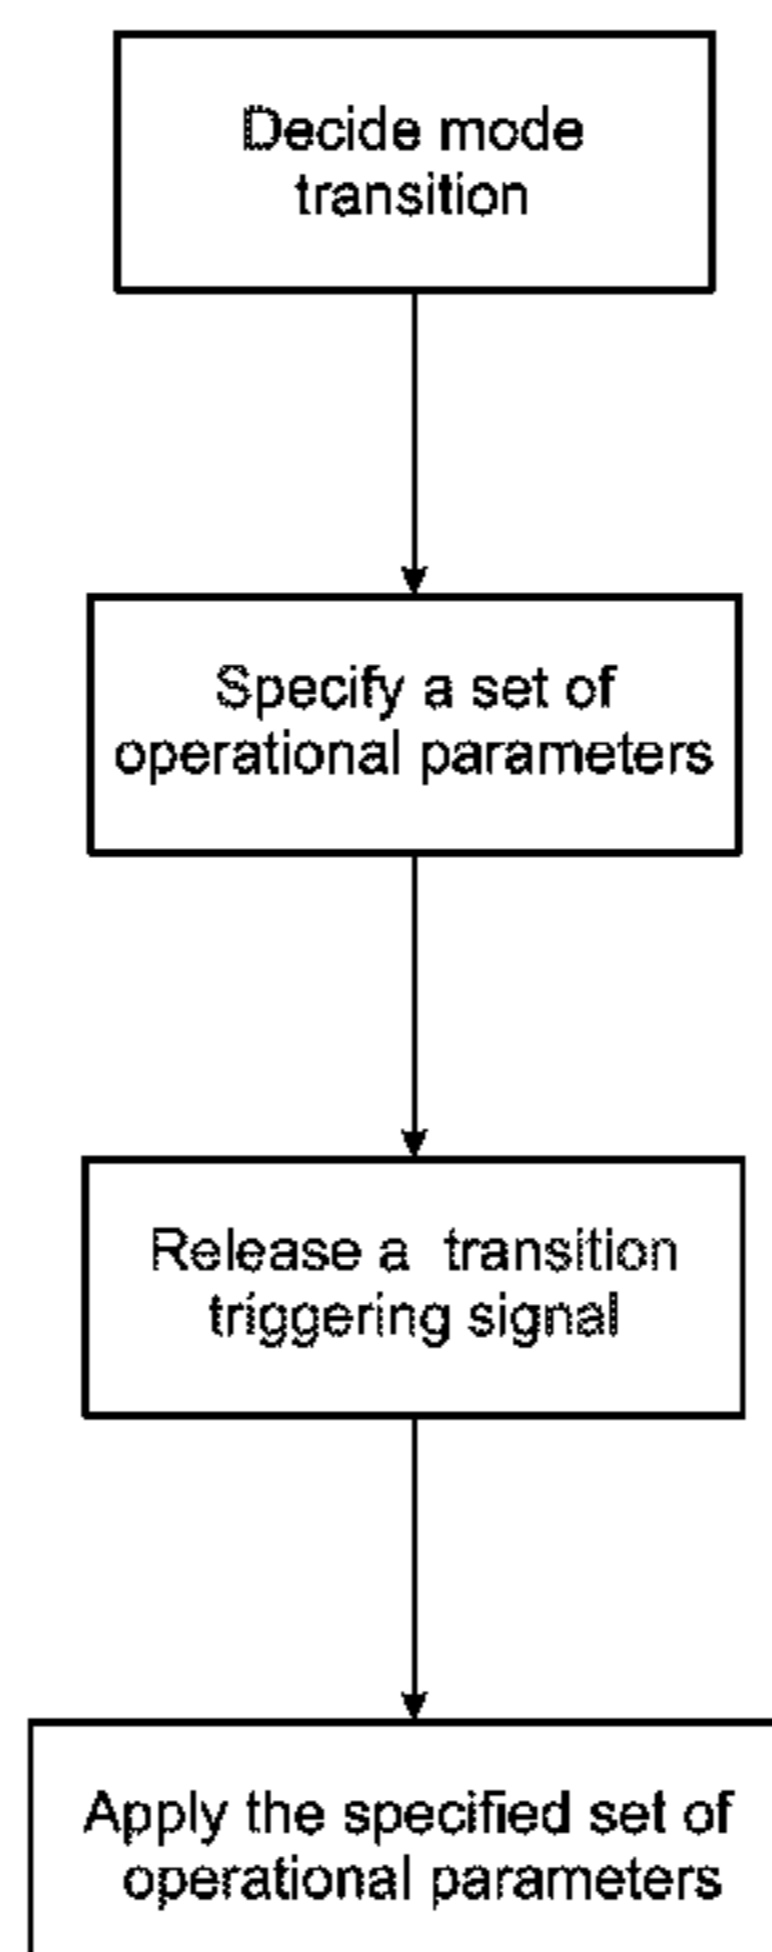 Decide mode
transition
Specify a set of
operational parameters
Release a transition
triggering signal
Apply the specified set of
operational parameters